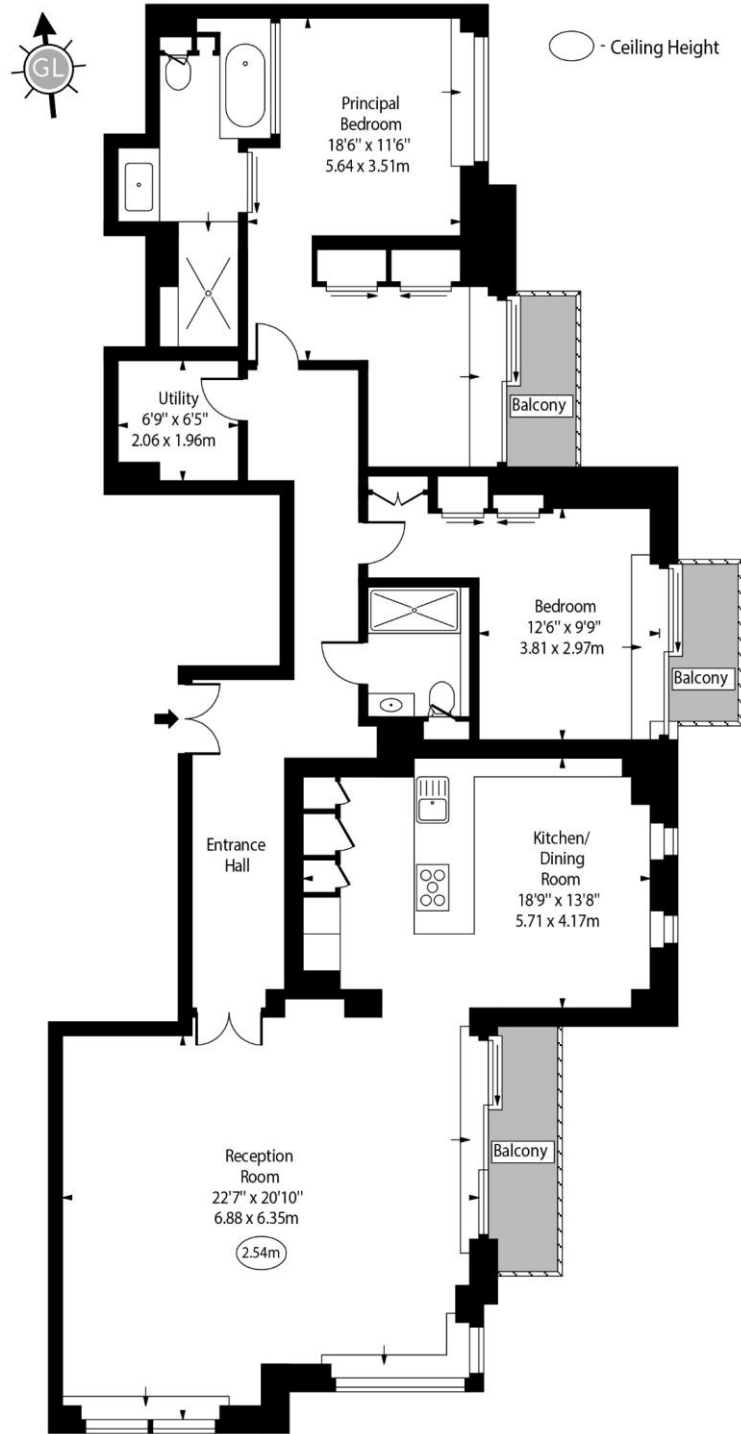 GL
- Ceiling Height
Principal
Bedroom
18'6" x 11'6"
5.64 x 3.51m
Balcony
Utility
6'9" x 6'5"
2.06 x 1.96m
Bedroom
12'6" x 9'9"
3.81 x 2.97m
Balcony
Entrance
Hall
Kitchen/
Dining
Room
18'9" x 13'8"
5.71 x 4.17m
Balcony
Reception
Room
22'7" x 20'10"
6.88 x 6.35m
2.54m